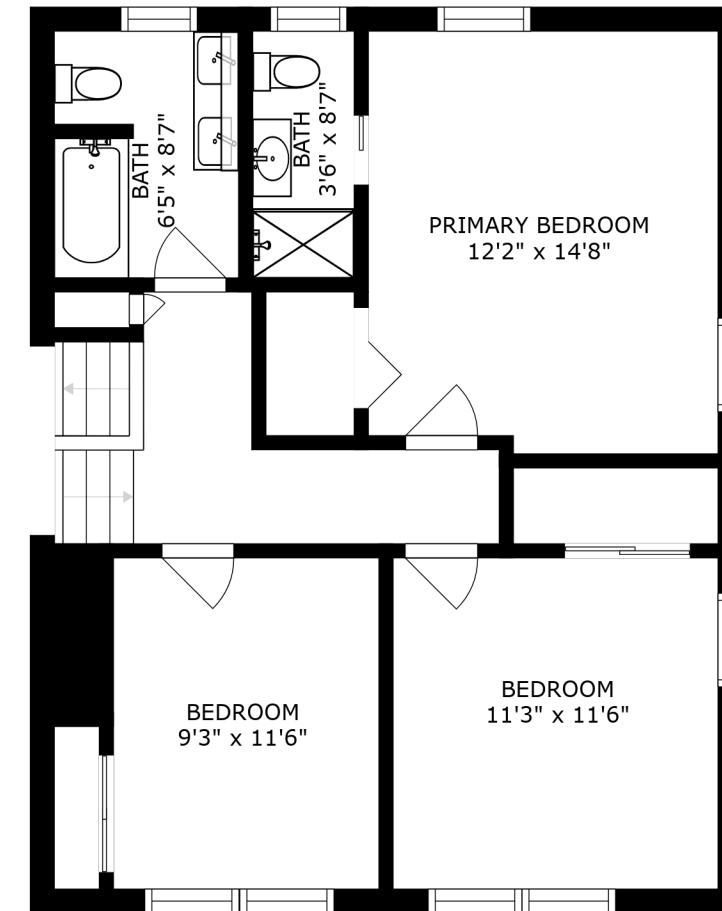 BATH
6'5" x 8'7"
BATH
3'6" x 8'7"
PRIMARY BEDROOM
12'2" x 14'8"
BEDROOM
9'3" x 11'6"
BEDROOM
11'3" x 11'6"